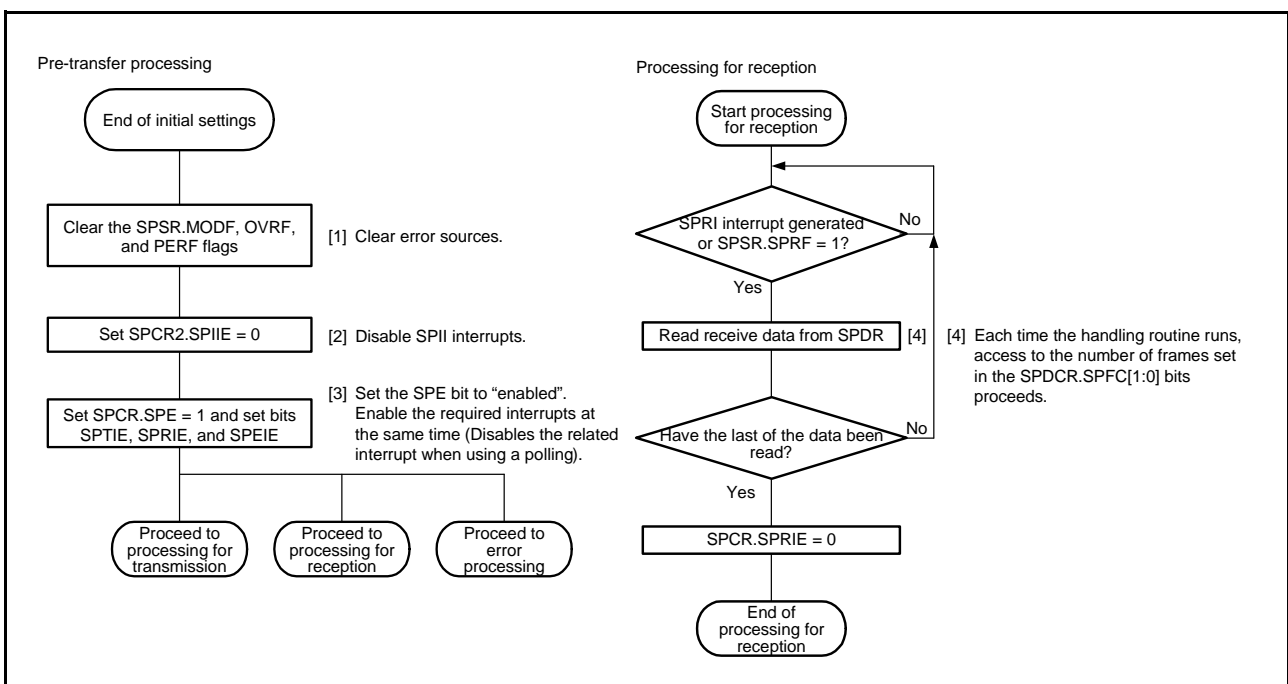 Pre-transfer processing
End of initial settings
Clear the SPSR.MODF, OVRF,
and PERF flags
[1] Clear error sources.
Set SPCR2.SPIIE = 0
[2] Disable SPII interrupts.
Set SPCR.SPE = 1 and set bits
SPTIE, SPRIE, and SPEIE
[3] Set the SPE bit to “enabled”.
Enable the required interrupts at
the same time (Disables the related
interrupt when using a polling).
Proceed to
processing for
transmission
Proceed to
processing for
reception
Proceed to
error
processing
Processing for reception
Start processing
for reception
SPRI interrupt generated
or SPSR.SPRF = 1?
No
Yes
Read receive data from SPDR
[4]
[4] Each time the handling routine runs,
access to the number of frames set
in the SPDCR.SPFC[1:0] bits
proceeds.
Have the last of the data been
read?
No
Yes
SPCR.SPRIE = 0
End of
processing for
reception